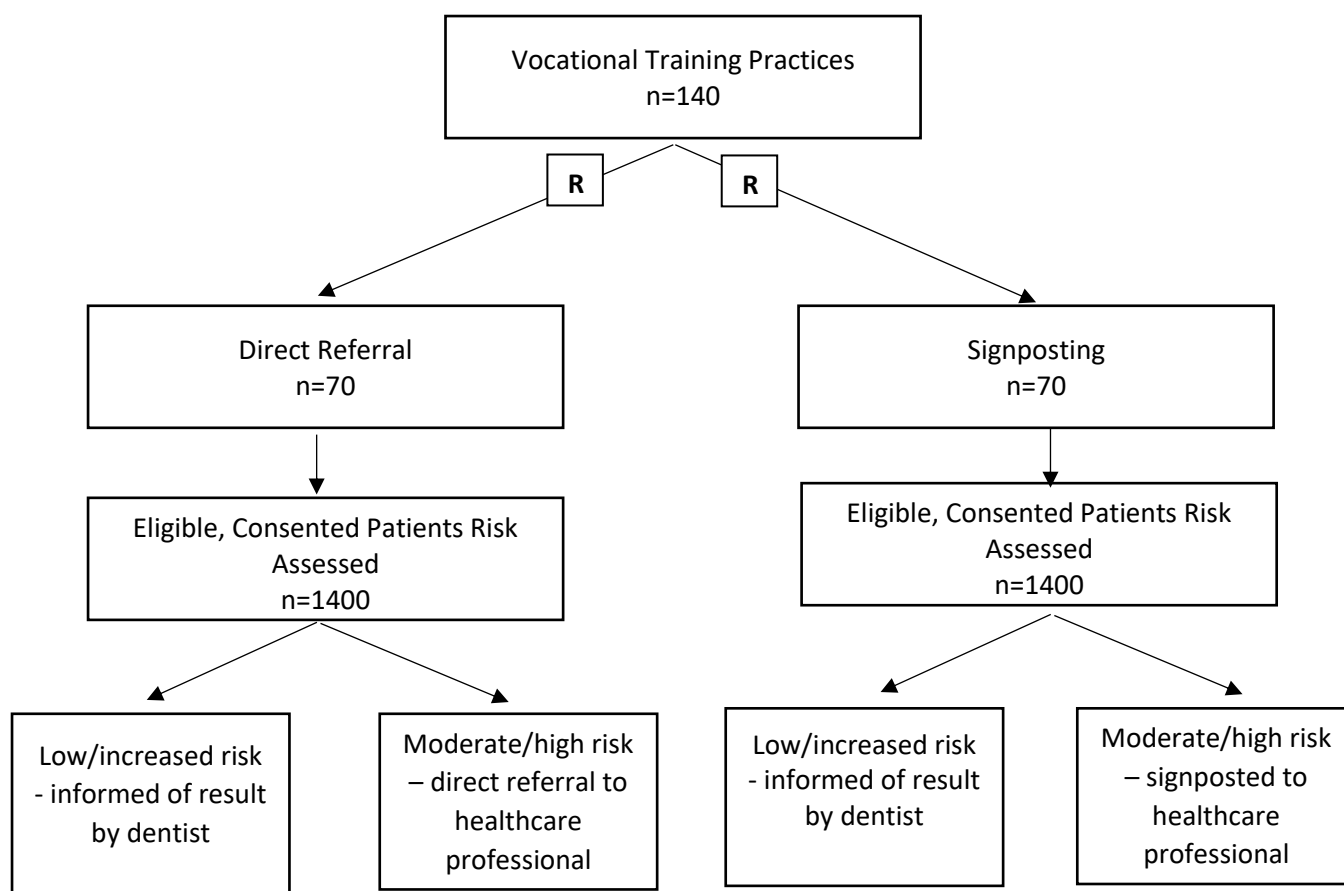 Vocational Training Practices
n=140
R
R
Direct Referral
n=70
Signposting
n=70
Eligible, Consented Patients Risk
Assessed
n=1400
Eligible, Consented Patients Risk
Assessed
n=1400
Low/increased risk
- informed of result
by dentist
Moderate/high risk
– direct referral to
healthcare
professional
Low/increased risk
- informed of result
by dentist
Moderate/high risk
– signposted to
healthcare
professional